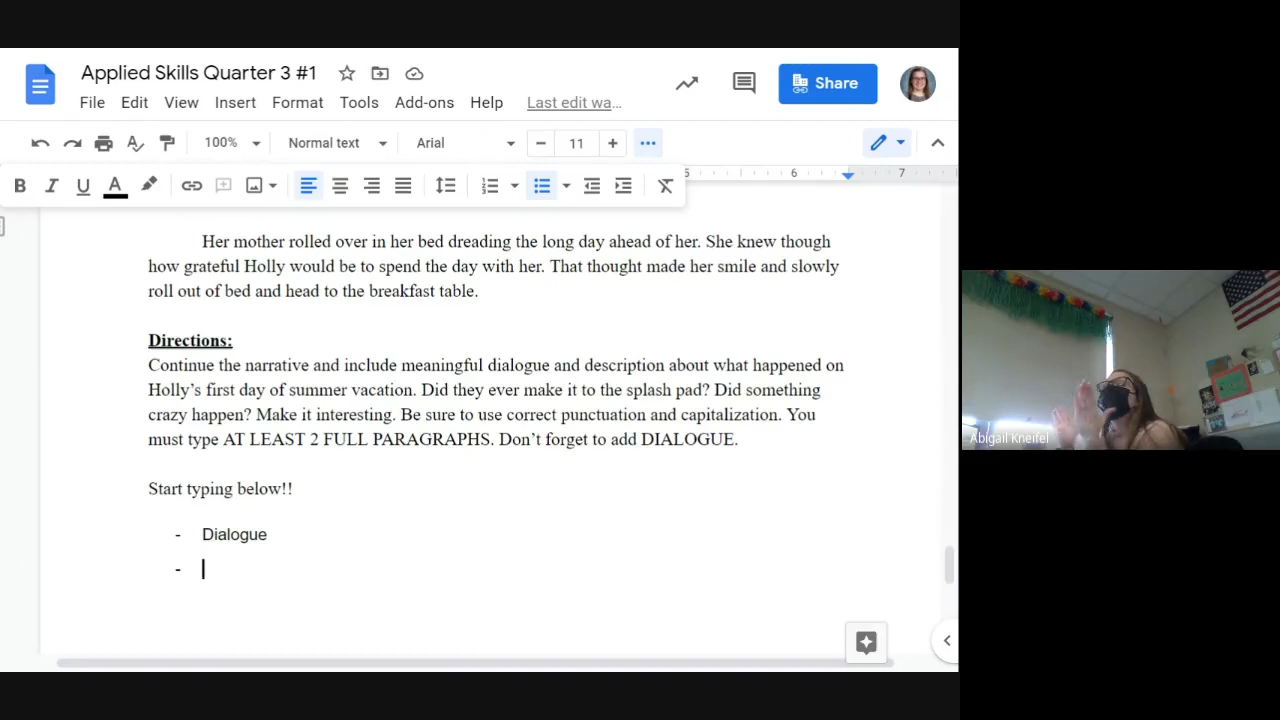 Applied Skills Quarter 3 #1
File Edit View Insert Format Tools Add-ons Help Last edit wa...
Share
100% Normal text Arial 11
6 7
Her mother rolled over in her bed dreading the long day ahead of her. She knew though
how grateful Holly would be to spend the day with her. That thought made her smile and slowly
roll out of bed and head to the breakfast table.
Directions:
Continue the narrative and include meaningful dialogue and description about what happened on
Holly’s first day of summer vacation. Did they ever make it to the splash pad? Did something
crazy happen? Make it interesting. Be sure to use correct punctuation and capitalization. You
must type AT LEAST 2 FULL PARAGRAPHS. Don’t forget to add DIALOGUE.
Start typing below!!
- Dialogue
-
Abigail Kneifel